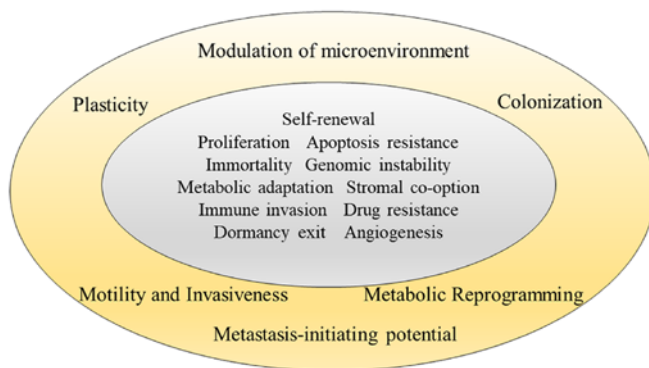 Modulation of microenvironment
Plasticity
Colonization
Self-renewal
Proliferation Apoptosis resistance
Immortality Genomic instability
Metabolic adaptation Stromal co-option
Immune invasion Drug resistance
Dormancy exit Angiogenesis
Motility and Invasiveness
Metabolic Reprogramming
Metastasis-initiating potential